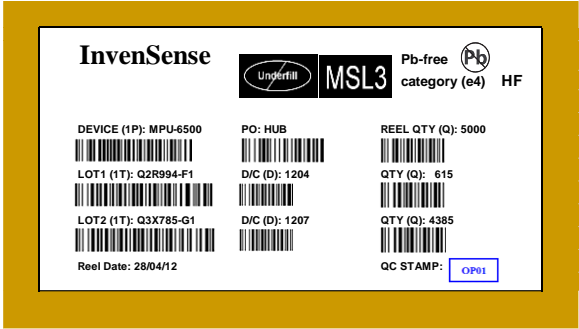 InvenSense
Underfill
MSL3
Pb-free Pb
category (e4) HF
DEVICE (1P): MPU-6500 PO: HUB REEL QTY (Q): 5000
LOT1 (1T): Q2R994-F1 D/C (D): 1204 QTY (Q): 615
LOT2 (1T): Q3X785-G1 D/C (D): 1207 QTY (Q): 4385
Reel Date: 28/04/12 QC STAMP: OP01